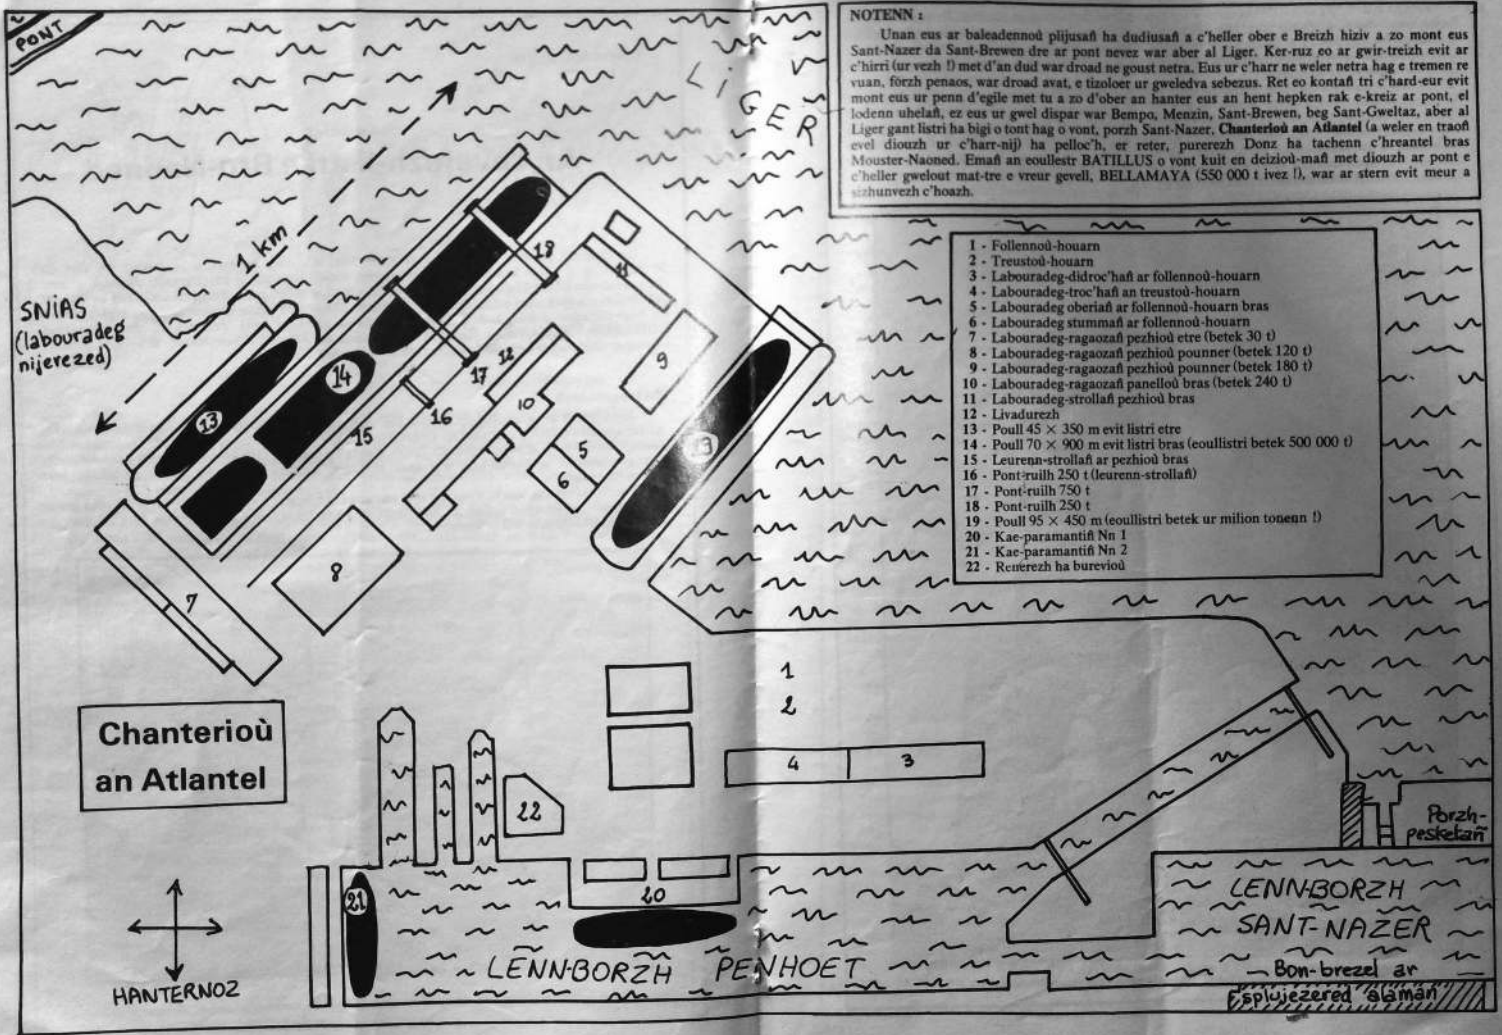 PONT
LIGER
NOTENN :
Unan eus ar baleadennoù plijusañ ha dudiusañ a c'heller ober e Breizh hiziv a zo mont eus
Sant-Nazer da Sant-Brewen dre ar pont nevez war aber al Liger. Ker-ruz eo ar gwir-treizh evit ar
c'hirri (ur vezh !) met d'an dud war droad ne goust netra. Eus ur c'harr ne weler netra hag e tremen re
vuan, forzh penaos, war droad avat, e tizoloer ur gweledva sebezus. Ret eo kontañ tri c'hard-eur evit
mont eus ur penn d'egile met tu a zo d'ober an hanter eus an hent hepken rak e-kreiz ar pont, el
lodenn uhelañ, ez eus ur gwel dispar war Bempo, Menzin, Sant-Brewen, beg Sant-Gweltaz, aber al
Liger gant listri ha bigi o tont hag o vont, porzh Sant-Nazer, Chanterioù an Atlantel (a weler en traoñ
evel diouzh ur c'harr-nij) ha pelloc'h, er reter, purerezh Donz ha tachenn c'hreantel bras
Mouster-Naoned. Emañ an eoullestr BATILLUS o vont kuit en deizioù-mañ met diouzh ar pont e
c'heller gwelout mat-tre e vreur gevell, BELLAMAYA (550 000 t ivez !), war ar stern evit meur a
sizhunvezh c'hoazh.
1 - Follennoù-houarn
2 - Treustoù-houarn
3 - Labouradeg-didroc'hañ ar follennoù-houarn
4 - Labouradeg-troc'hañ an treustoù-houarn
5 - Labouradeg oberiañ ar follennoù-houarn bras
6 - Labouradeg stummañ ar follennoù-houarn
7 - Labouradeg-ragaozañ pezhioù etre (betek 30 t)
8 - Labouradeg-ragaozañ pezhioù pounner (betek 120 t)
9 - Labouradeg-ragaozañ pezhioù pounner (betek 180 t)
10 - Labouradeg-ragaozañ panelloù bras (betek 240 t)
11 - Labouradeg-strollañ pezhioù bras
12 - Livadurezh
13 - Poull 45 × 350 m evit listri etre
14 - Poull 70 × 900 m evit listri bras (eoullistri betek 500 000 t)
15 - Leurenn-strollañ ar pezhioù bras
16 - Pont-ruilh 250 t (leurenn-strollañ)
17 - Pont-ruilh 750 t
18 - Pont-ruilh 250 t
19 - Poull 95 × 450 m (eoullistri betek ur milion tonenn !)
20 - Kae-paramantiñ Nn 1
21 - Kae-paramantiñ Nn 2
22 - Renerezh ha burevioù
1 km
SNIAS
(labouradeg
nijerezed)
18
11
14
12
17
9
16
10
13
15
5
6
19
8
7
1
2
4
3
Chanterioù
an Atlantel
22
20
21
HANTERNOZ
LENN-BORZH PENHOET
Porzh-
pesketañ
LENN-BORZH
SANT-NAZER
Bon-brezel ar
Esplujezered alaman